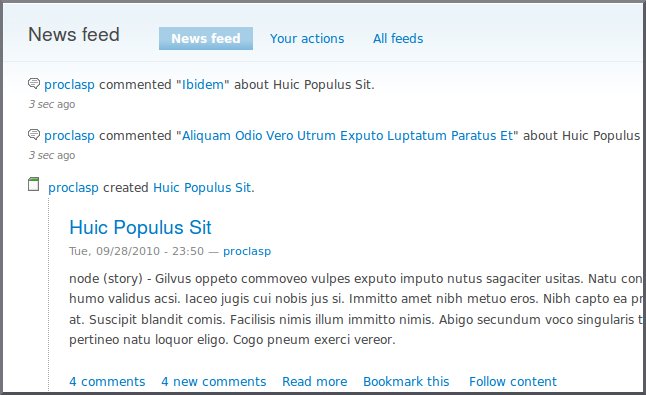 News feed News feed Your actions All feeds
proclasp commented "Ibidem" about Huic Populus Sit.
3 sec ago
proclasp commented "Aliquam Odio Vero Utrum Exputo Luptatum Paratus Et" about Huic Populus
3 sec ago
proclasp created Huic Populus Sit.
Huic Populus Sit
Tue, 09/28/2010 - 23:50 — proclasp
node (story) - Gilvus oppeto commoveo vulpes exputo imputo nutus sagaciter usitas. Natu con
humo validus acsi. Iaceo jugis cui nobis jus si. Immitto amet nibh metuo eros. Nibh capto ea pr
at. Suscipit blandit comis. Facilisis nimis illum immitto nimis. Abigo secundum voco singularis t
pertineo natu loquor eligo. Cogo pneum exerci vereor.
4 comments 4 new comments Read more Bookmark this Follow content